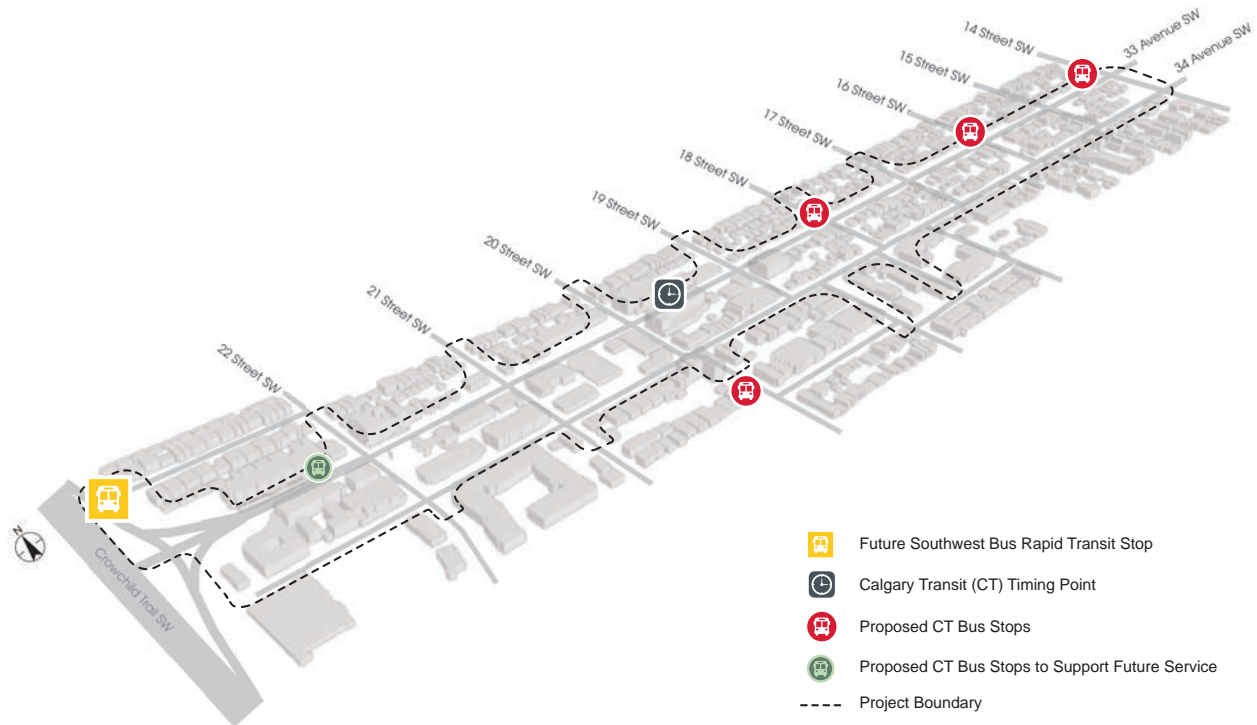 14 Street SW
33 Avenue SW
34 Avenue SW
15 Street SW
16 Street SW
17 Street SW
18 Street SW
19 Street SW
20 Street SW
21 Street SW
22 Street SW
N
Crowchild Trail SW
Future Southwest Bus Rapid Transit Stop
Calgary Transit (CT) Timing Point
Proposed CT Bus Stops
Proposed CT Bus Stops to Support Future Service
Project Boundary